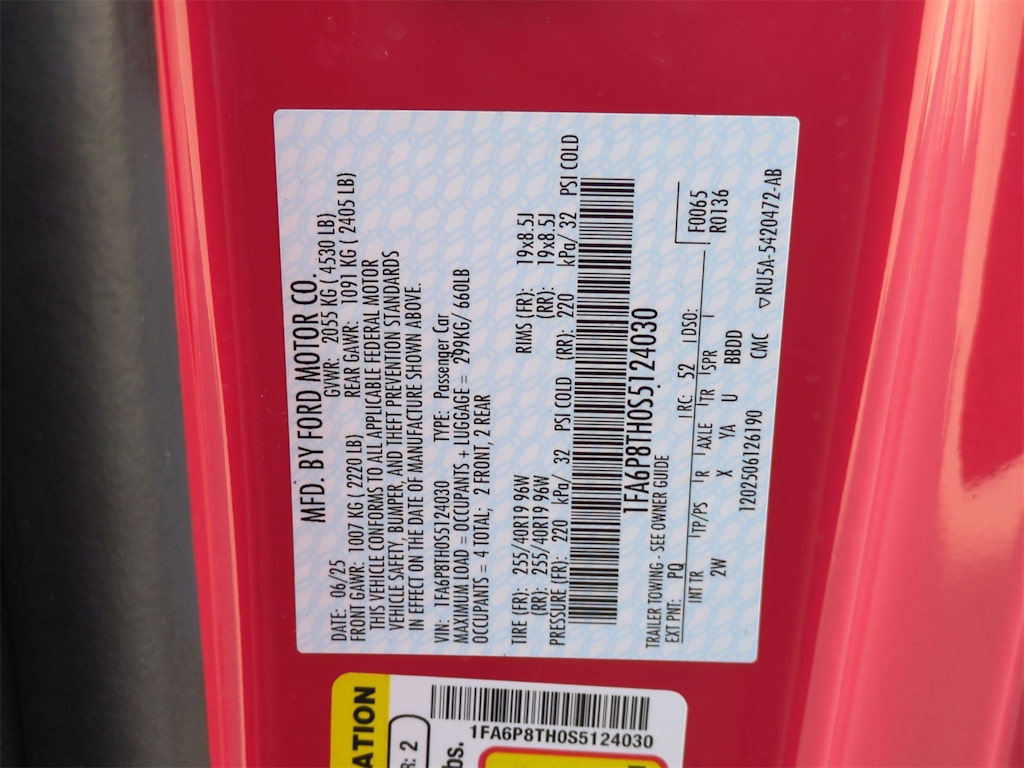 MFD. BY FORD MOTOR CO.
DATE: 06/25 GVWR: 2055 KG ( 4530 LB)
FRONT GAWR: 1007 KG ( 2220 LB) REAR GAWR: 1091 KG ( 2405 LB)
THIS VEHICLE CONFORMS TO ALL APPLICABLE FEDERAL MOTOR
VEHICLE SAFETY, BUMPER, AND THEFT PREVENTION STANDARDS
IN EFFECT ON THE DATE OF MANUFACTURE SHOWN ABOVE.
VIN: 1FA6P8TH0S5124030 TYPE: Passenger Car
MAXIMUM LOAD = OCCUPANTS + LUGGAGE = 299KG/ 660LB
OCCUPANTS = 4 TOTAL; 2 FRONT, 2 REAR
TIRE (FR): 255/40R19 96W RIMS (FR): 19x8.5J
(RR): 255/40R19 96W (RR): 19x8.5J
PRESSURE (FR): 220 kPa/ 32 PSI COLD (RR): 220 kPa/ 32 PSI COLD
1FA6P8TH0S5124030
TRAILER TOWING - SEE OWNER GUIDE
EXT PNT: PQ RC: 52 DSO: F0065
R0136
INTR TP/PS R AXLE TR SPR
2W X YA U BBDD
1202506126190 CMC ▽RU5A-5420472-AB
ATION
R: 2
bs.
1FA6P8TH0S5124030